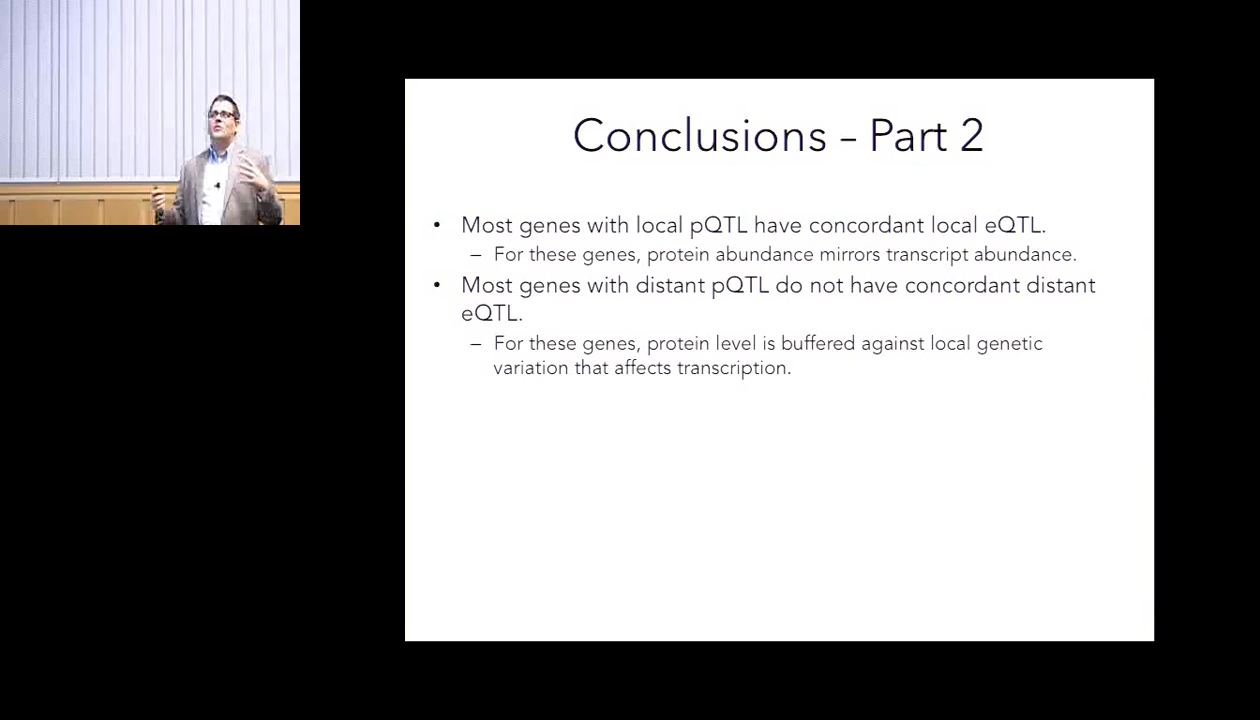 Conclusions – Part 2
• Most genes with local pQTL have concordant local eQTL.
– For these genes, protein abundance mirrors transcript abundance.
• Most genes with distant pQTL do not have concordant distant
eQTL.
– For these genes, protein level is buffered against local genetic
variation that affects transcription.